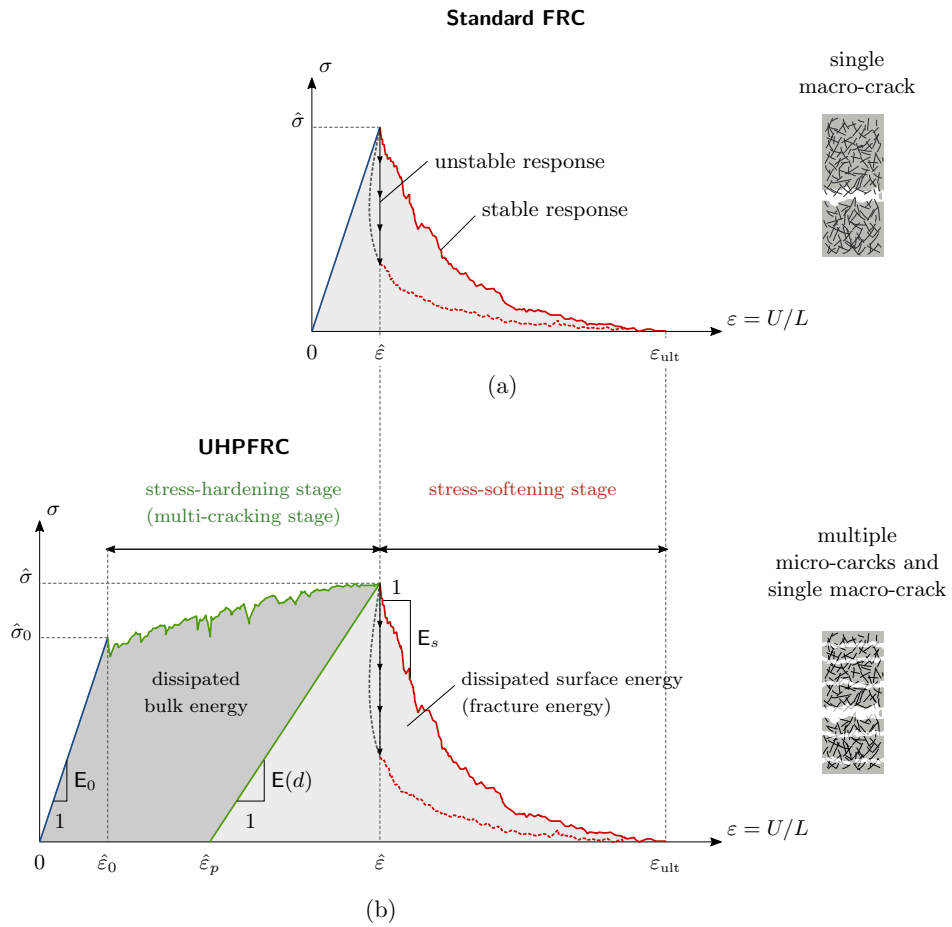 Standard FRC
single
macro-crack
σ
σ̂
unstable response
stable response
ε = U/L
0
ε̂
ε_ult
(a)
UHPFRC
stress-hardening stage
(multi-cracking stage)
stress-softening stage
σ
multiple
micro-carcks and
single macro-crack
σ̂
1
σ̂₀
E_s
dissipated
bulk energy
dissipated surface energy
(fracture energy)
E₀
E(d)
1
1
ε = U/L
0
ε̂₀
ε̂_p
ε̂
ε_ult
(b)